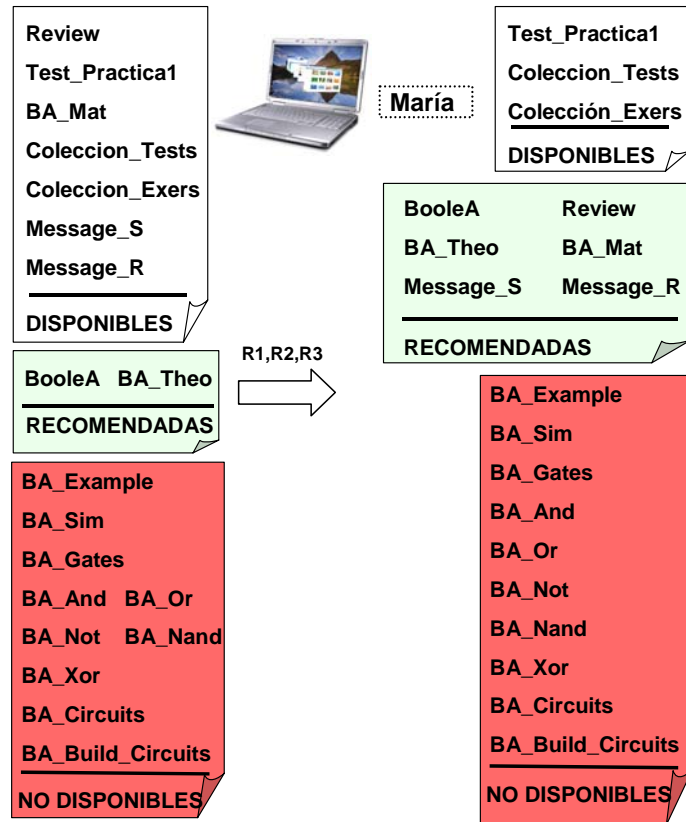 Review
Test_Practica1
BA_Mat
Coleccion_Tests
Coleccion_Exers
Message_S
Message_R
DISPONIBLES
BooleA BA_Theo
RECOMENDADAS
BA_Example
BA_Sim
BA_Gates
BA_And BA_Or
BA_Not BA_Nand
BA_Xor
BA_Circuits
BA_Build_Circuits
NO DISPONIBLES
R1,R2,R3
María
Test_Practica1
Coleccion_Tests
Colección_Exers
DISPONIBLES
BooleA Review
BA_Theo BA_Mat
Message_S Message_R
RECOMENDADAS
BA_Example
BA_Sim
BA_Gates
BA_And
BA_Or
BA_Not
BA_Nand
BA_Xor
BA_Circuits
BA_Build_Circuits
NO DISPONIBLES